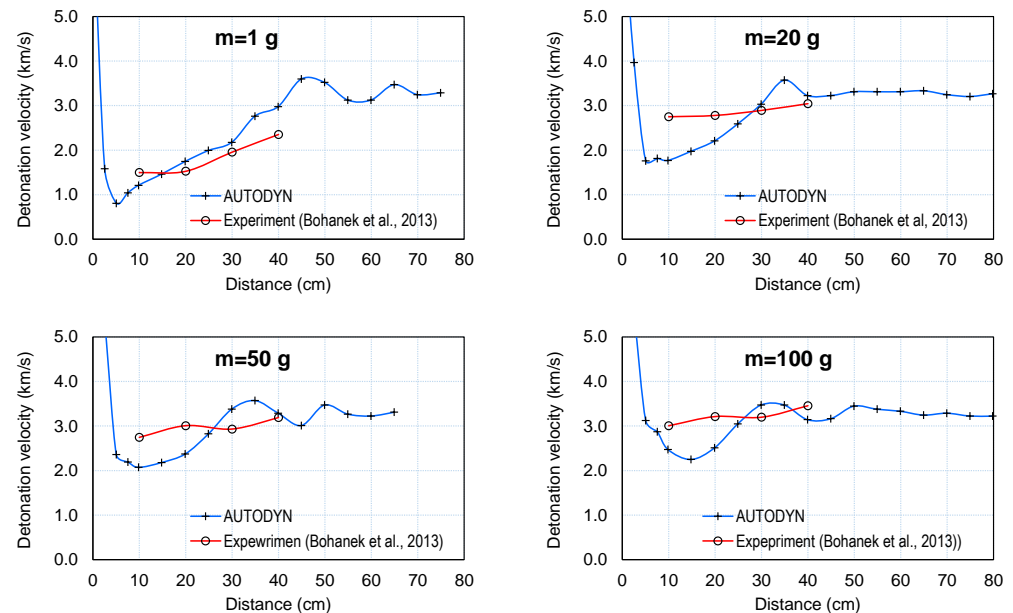 m=1 g
Detonation velocity (km/s)
5.0
4.0
3.0
2.0
1.0
0.0
AUTODYN
Experiment (Bohanek et al., 2013)
0 10 20 30 40 50 60 70 80
Distance (cm)
m=20 g
Detonation velocity (km/s)
5.0
4.0
3.0
2.0
1.0
0.0
AUTODYN
Experiment (Bohanek et al, 2013)
0 10 20 30 40 50 60 70 80
Distance (cm)
m=50 g
Detonation velocity (km/s)
5.0
4.0
3.0
2.0
1.0
0.0
AUTODYN
Expewrimen (Bohanek et al., 2013)
0 10 20 30 40 50 60 70 80
Distance (cm)
m=100 g
Detonation velocity (km/s)
5.0
4.0
3.0
2.0
1.0
0.0
AUTODYN
Expepriment (Bohanek et al., 2013))
0 10 20 30 40 50 60 70 80
Distance (cm)